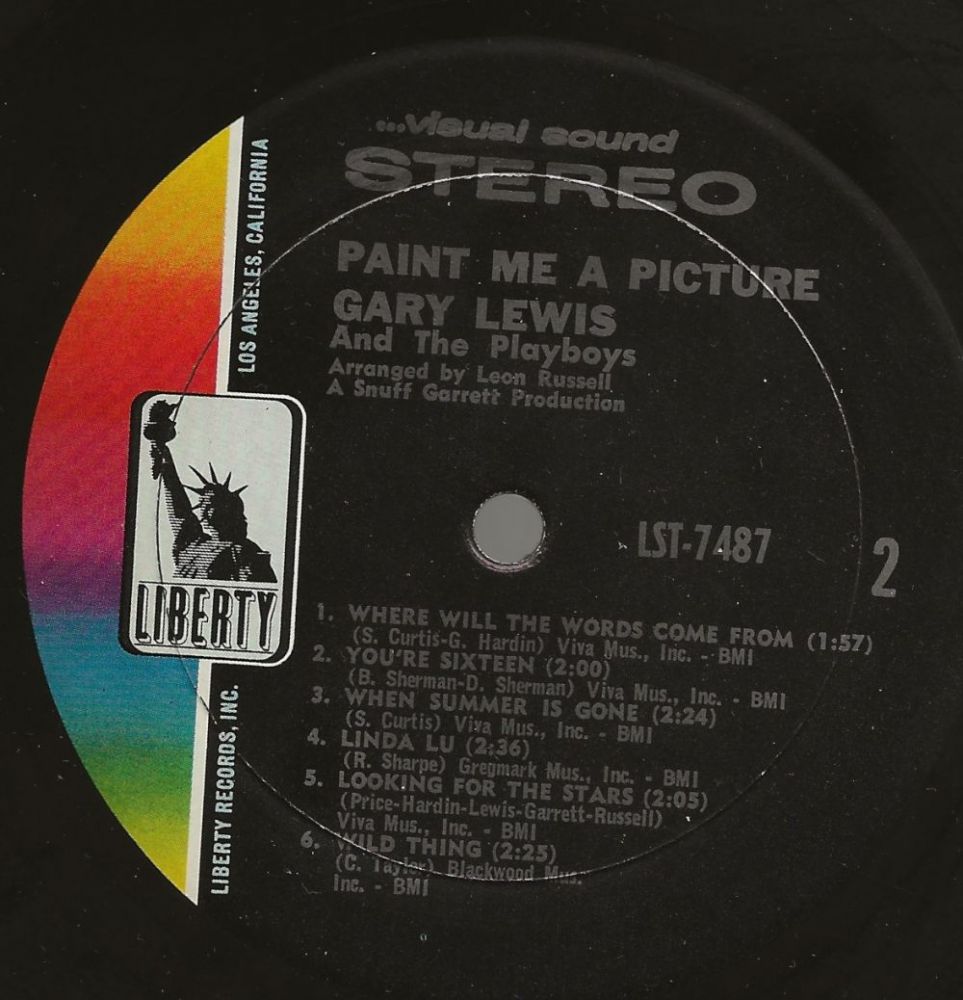 ...visual sound
STEREO
PAINT ME A PICTURE
GARY LEWIS
And The Playboys
Arranged by Leon Russell
A Snuff Garrett Production
LOS ANGELES, CALIFORNIA
LIBERTY
LIBERTY RECORDS, INC.
LST-7487
2
1. WHERE WILL THE WORDS COME FROM (1:57)
(S. Curtis-G. Hardin) Viva Mus., Inc. - BMI
2. YOU'RE SIXTEEN (2:00)
(B. Sherman-D. Sherman) Viva Mus., Inc. - BMI
3. WHEN SUMMER IS GONE (2:24)
(S. Curtis) Viva Mus., Inc. - BMI
4. LINDA LU (2:36)
(R. Sharpe) Gregmark Mus., Inc. - BMI
5. LOOKING FOR THE STARS (2:05)
(Price-Hardin-Lewis-Garrett-Russell)
Viva Mus., Inc. - BMI
6. WILD THING (2:25)
(C. Taylor) Blackwood Mus.
Inc. - BMI